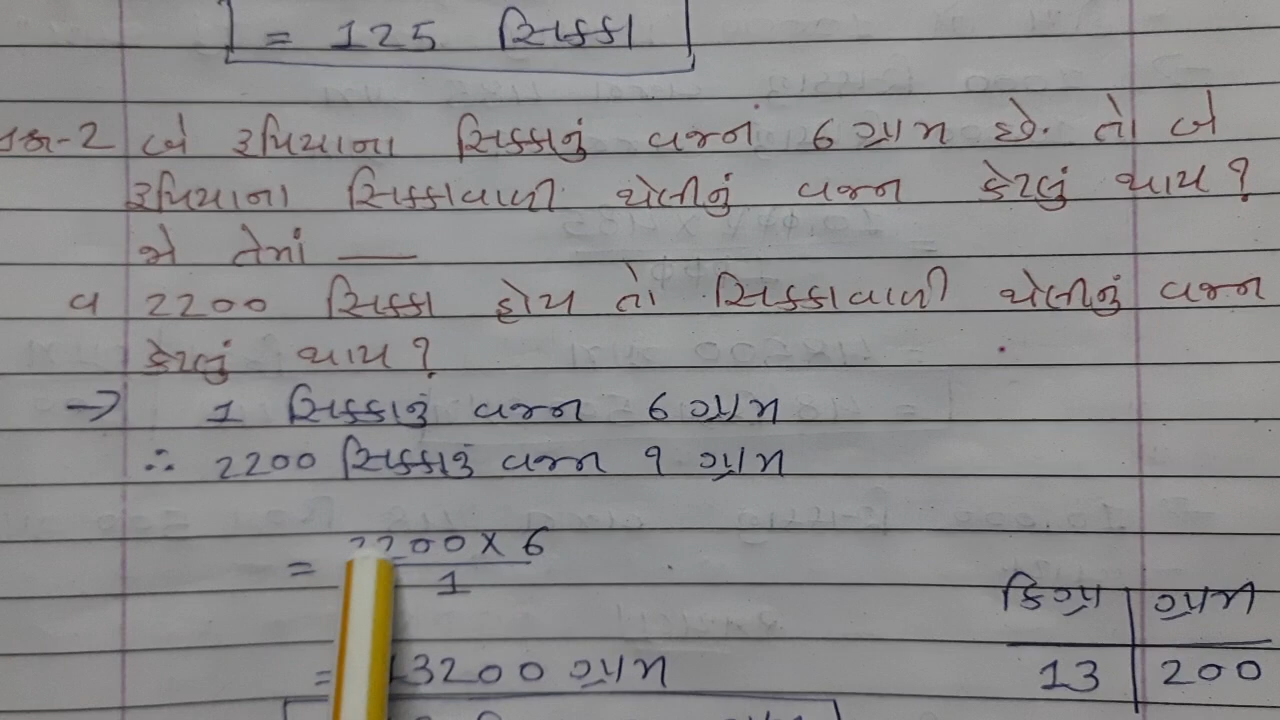 = 125 સિક્કા
પ્રશ્ન-2 બે રૂપિયાના સિક્કાનું વજન 6 ગ્રામ છે. તો બે
રૂપિયાના સિક્કાવાળી થેલીનું વજન કેટલું થાય?
જો તેમાં —
a 2200 સિક્કા હોય તો સિક્કાવાળી થેલીનું વજન
કેટલું થાય?
→ 1 સિક્કાનું વજન 6 ગ્રામ
∴ 2200 સિક્કાનું વજન ? ગ્રામ
= 2200 × 6
1
= 13200 ગ્રામ
કિગ્રા ગ્રામ
13 200